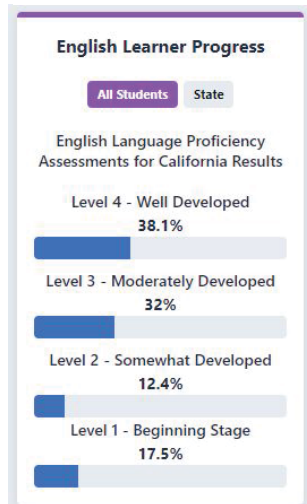 English Learner Progress
All Students State
English Language Proficiency
Assessments for California Results
Level 4 - Well Developed
38.1%
Level 3 - Moderately Developed
32%
Level 2 - Somewhat Developed
12.4%
Level 1 - Beginning Stage
17.5%